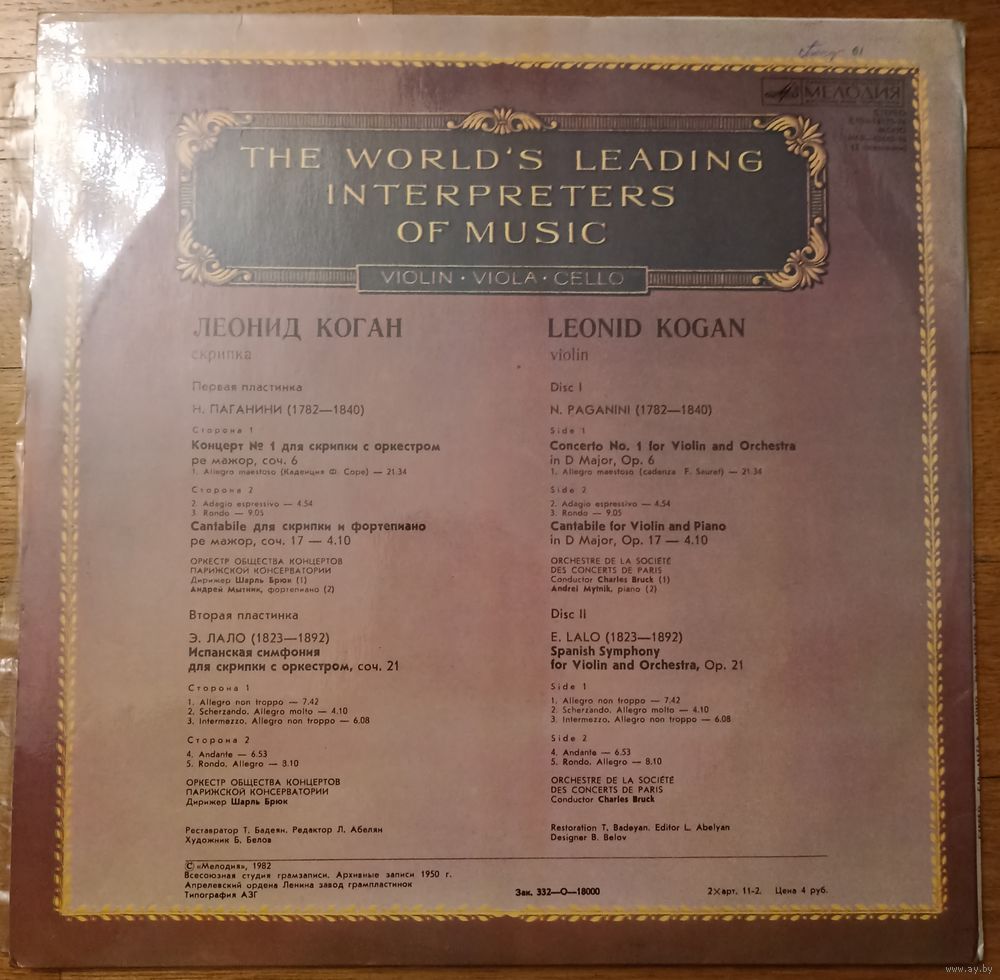 МЕЛОДИЯ
THE WORLD'S LEADING
INTERPRETERS
OF MUSIC
VIOLIN · VIOLA · CELLO
ЛЕОНИД КОГАН
скрипка
Первая пластинка
Н. ПАГАНИНИ (1782—1840)
Сторона 1
Концерт № 1 для скрипки с оркестром
ре мажор, соч. 6
1. Allegro maestoso (Каденция Ф. Соре) — 21.34
Сторона 2
2. Adagio espressivo — 4.54
3. Rondo — 9.05
Cantabile для скрипки и фортепиано
ре мажор, соч. 17 — 4.10
ОРКЕСТР ОБЩЕСТВА КОНЦЕРТОВ
ПАРИЖСКОЙ КОНСЕРВАТОРИИ
Дирижер Шарль Брюк (1)
Андрей Мытник, фортепиано (2)
Вторая пластинка
Э. ЛАЛО (1823—1892)
Испанская симфония
для скрипки с оркестром, соч. 21
Сторона 1
1. Allegro non troppo — 7.42
2. Scherzando. Allegro molto — 4.10
3. Intermezzo. Allegro non troppo — 6.08
Сторона 2
4. Andante — 6.53
5. Rondo. Allegro — 8.10
ОРКЕСТР ОБЩЕСТВА КОНЦЕРТОВ
ПАРИЖСКОЙ КОНСЕРВАТОРИИ
Дирижер Шарль Брюк
Реставратор Т. Бадеян. Редактор Л. Абелян
Художник Б. Белов
LEONID KOGAN
violin
Disc I
N. PAGANINI (1782—1840)
Side 1
Concerto No. 1 for Violin and Orchestra
in D Major, Op. 6
1. Allegro maestoso (cadenza F. Sauret) — 21.34
Side 2
2. Adagio espressivo — 4.54
3. Rondo — 9.05
Cantabile for Violin and Piano
in D Major, Op. 17 — 4.10
ORCHESTRE DE LA SOCIÉTÉ
DES CONCERTS DE PARIS
Conductor Charles Bruck (1)
Andrei Mytnik, piano (2)
Disc II
E. LALO (1823—1892)
Spanish Symphony
for Violin and Orchestra, Op. 21
Side 1
1. Allegro non troppo — 7.42
2. Scherzando. Allegro molto — 4.10
3. Intermezzo. Allegro non troppo — 6.08
Side 2
4. Andante — 6.53
5. Rondo. Allegro — 8.10
ORCHESTRE DE LA SOCIÉTÉ
DES CONCERTS DE PARIS
Conductor Charles Bruck
Restoration T. Badeyan. Editor L. Abelyan
Designer B. Belov
© «Мелодия», 1982
Всесоюзная студия грамзаписи. Архивные записи 1950 г.
Апрелевский ордена Ленина завод грампластинок
Типография АЗГ
Зак. 332—О—18000
2Харт. 11-2. Цена 4 руб.
www.ay.by